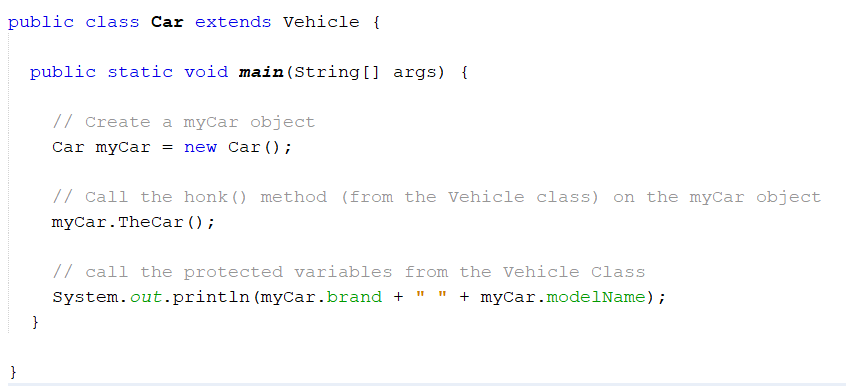 public class Car extends Vehicle {
public static void main(String[] args) {
// Create a myCar object
Car myCar = new Car();
// Call the honk() method (from the Vehicle class) on the myCar object
myCar.TheCar();
// call the protected variables from the Vehicle Class
System.out.println(myCar.brand + " " + myCar.modelName);
}
}